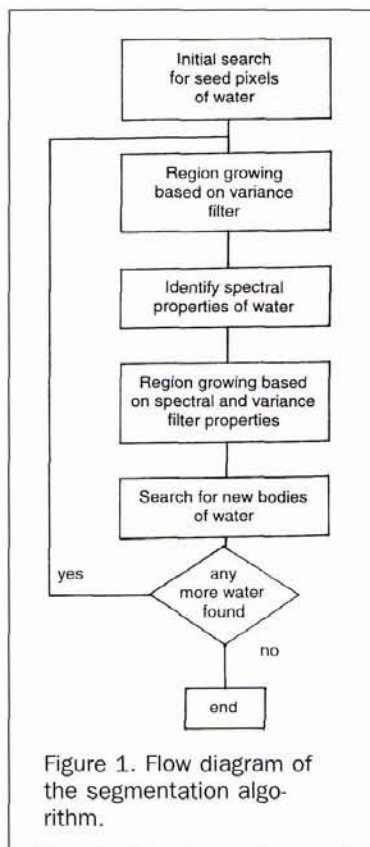 Initial search
for seed pixels
of water
Region growing
based on variance
filter
Identify spectral
properties of water
Region growing
based on spectral
and variance
filter properties
Search for new bodies
of water
yes
any
more water
found
no
end
Figure 1. Flow diagram of
the segmentation algo-
rithm.